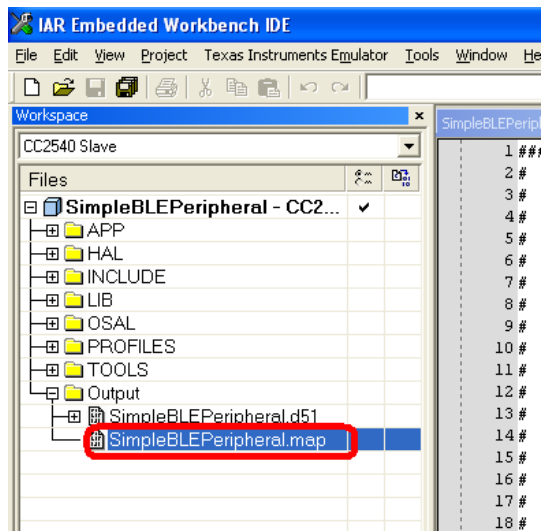 IAR Embedded Workbench IDE
File Edit View Project Texas Instruments Emulator Tools Window He
Workspace
CC2540 Slave
Files
SimpleBLEPeripheral - CC2...
APP
HAL
INCLUDE
LIB
OSAL
PROFILES
TOOLS
Output
SimpleBLEPeripheral.d51
SimpleBLEPeripheral.map
SimpleBLEPeriph
1 ###
2 #
3 #
4 #
5 #
6 #
7 #
8 #
9 #
10 #
11 #
12 #
13 #
14 #
15 #
16 #
17 #
18 #